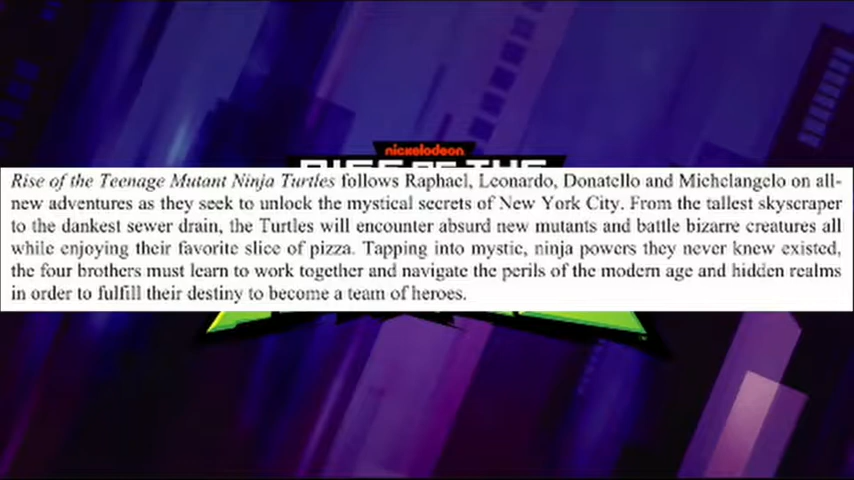 nickelodeon
RISE OF THE
Rise of the Teenage Mutant Ninja Turtles follows Raphael, Leonardo, Donatello and Michelangelo on all-
new adventures as they seek to unlock the mystical secrets of New York City. From the tallest skyscraper
to the dankest sewer drain, the Turtles will encounter absurd new mutants and battle bizarre creatures all
while enjoying their favorite slice of pizza. Tapping into mystic, ninja powers they never knew existed,
the four brothers must learn to work together and navigate the perils of the modern age and hidden realms
in order to fulfill their destiny to become a team of heroes.